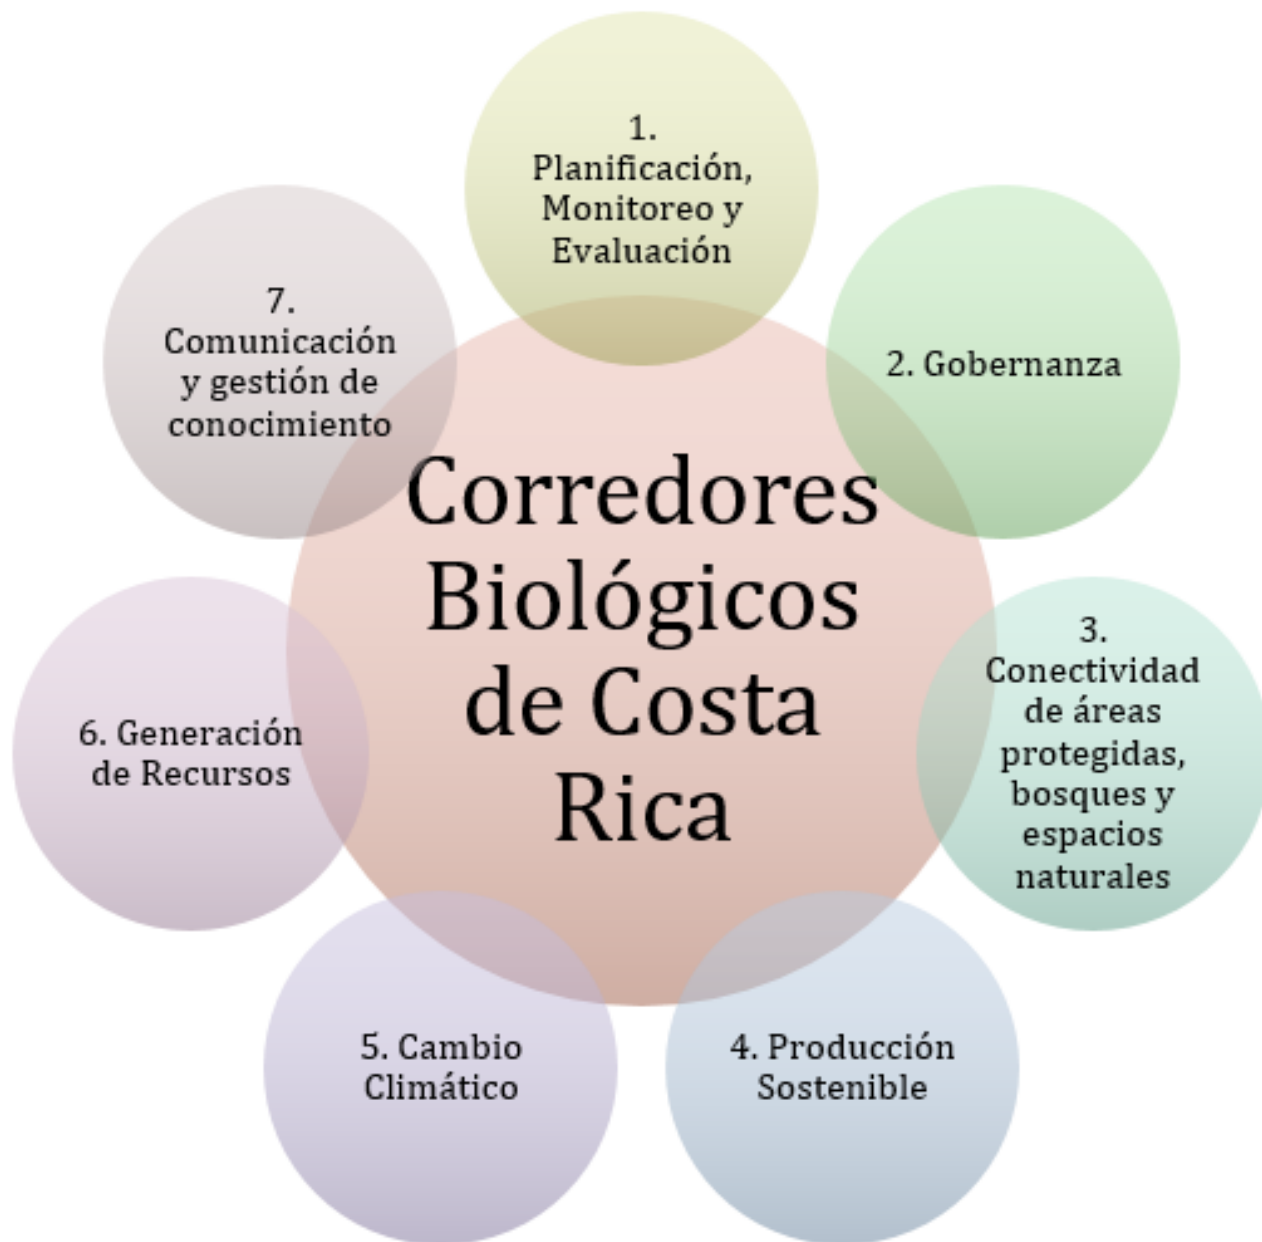 1.
Planificación,
Monitoreo y
Evaluación
2. Gobernanza
3.
Conectividad
de áreas
protegidas,
bosques y
espacios
naturales
4. Producción
Sostenible
5. Cambio
Climático
6. Generación
de Recursos
7.
Comunicación
y gestión de
conocimiento
Corredores
Biológicos
de Costa
Rica